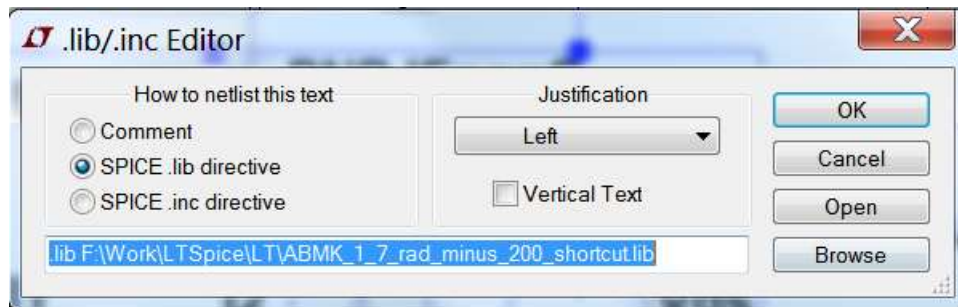 .lib/.inc Editor
How to netlist this text
Comment
SPICE .lib directive
SPICE .inc directive
Justification
Left
Vertical Text
OK
Cancel
Open
Browse
.lib F:\Work\LTSpice\LT\ABMK_1_7_rad_minus_200_shortcut.lib